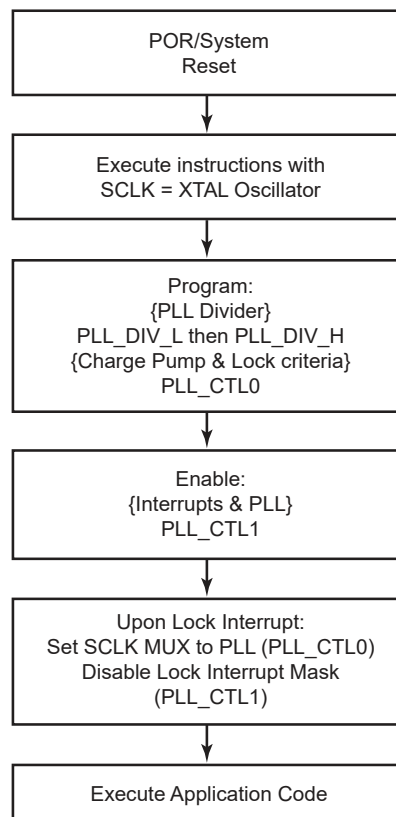 POR/System
Reset
Execute instructions with
SCLK = XTAL Oscillator
Program:
{PLL Divider}
PLL_DIV_L then PLL_DIV_H
{Charge Pump & Lock criteria}
PLL_CTL0
Enable:
{Interrupts & PLL}
PLL_CTL1
Upon Lock Interrupt:
Set SCLK MUX to PLL (PLL_CTL0)
Disable Lock Interrupt Mask
(PLL_CTL1)
Execute Application Code